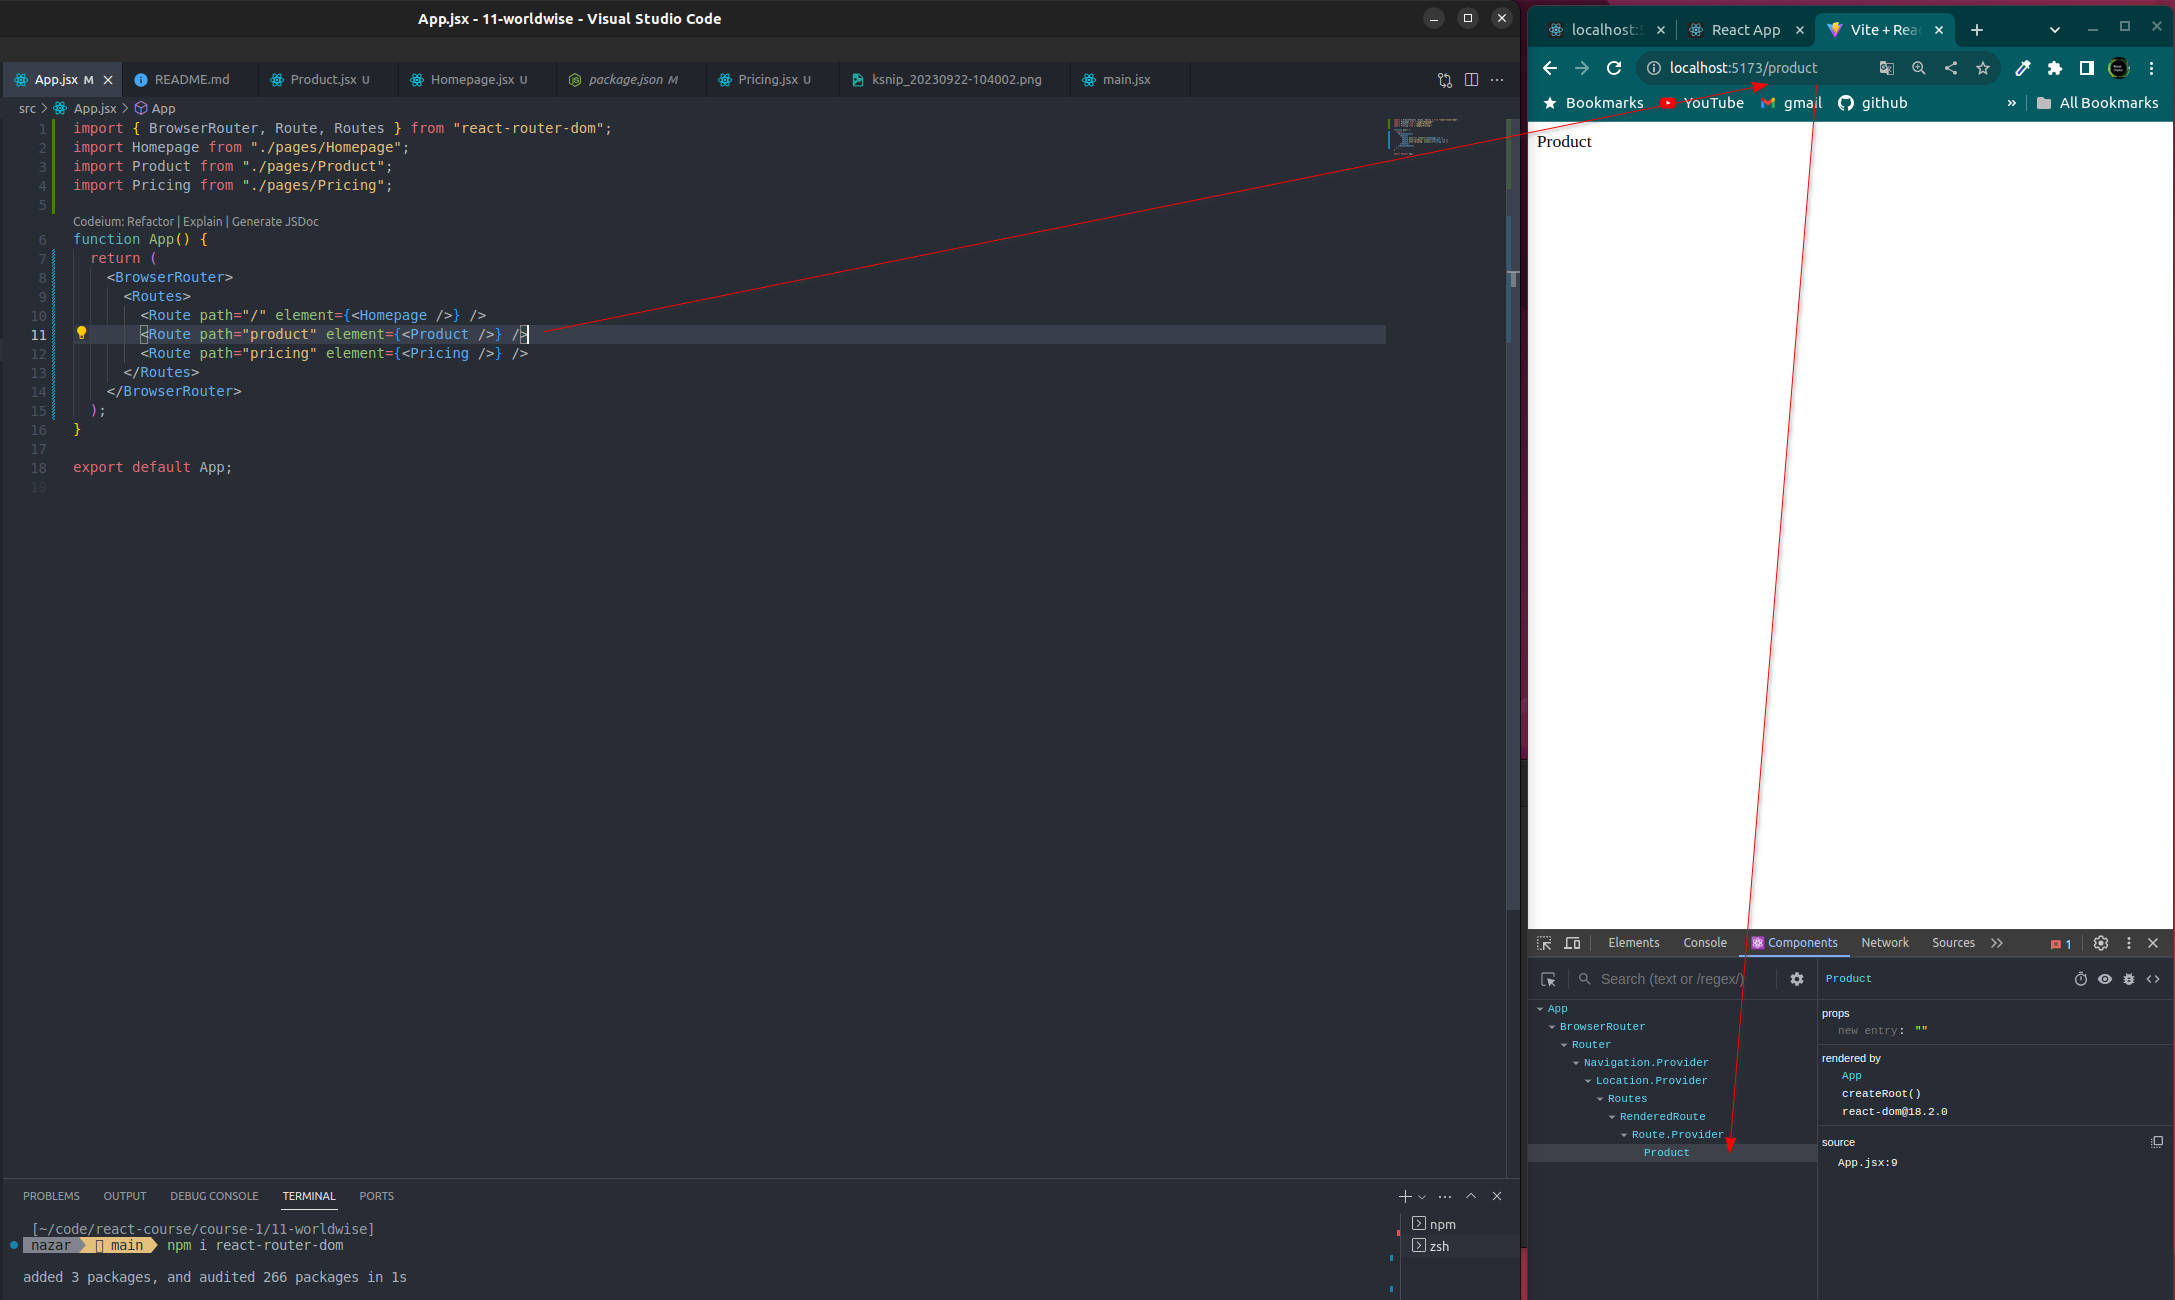 App.jsx - 11-worldwise - Visual Studio Code
App.jsx M
README.md
Product.jsx U
Homepage.jsx U
package.json M
Pricing.jsx U
ksnip_20230922-104002.png
main.jsx
src > App.jsx > App
1 import { BrowserRouter, Route, Routes } from "react-router-dom";
2 import Homepage from "./pages/Homepage";
3 import Product from "./pages/Product";
4 import Pricing from "./pages/Pricing";
5
Codeium: Refactor | Explain | Generate JSDoc
6 function App() {
7 return (
8 <BrowserRouter>
9 <Routes>
10 <Route path="/" element={<Homepage />} />
11 <Route path="product" element={<Product />} />
12 <Route path="pricing" element={<Pricing />} />
13 </Routes>
14 </BrowserRouter>
15 );
16 }
17
18 export default App;
19
PROBLEMS OUTPUT DEBUG CONSOLE TERMINAL PORTS
[~/code/react-course/course-1/11-worldwise]
nazar main npm i react-router-dom
added 3 packages, and audited 266 packages in 1s
npm
zsh
localhost:5
React App
Vite + Rea
localhost:5173/product
Bookmarks YouTube gmail github » All Bookmarks
Product
Elements Console Components Network Sources 1
Search (text or /regex/)
App
BrowserRouter
Router
Navigation.Provider
Location.Provider
Routes
RenderedRoute
Route.Provider
Product
Product
props
new entry: ""
rendered by
App
createRoot()
react-dom@18.2.0
source
App.jsx:9